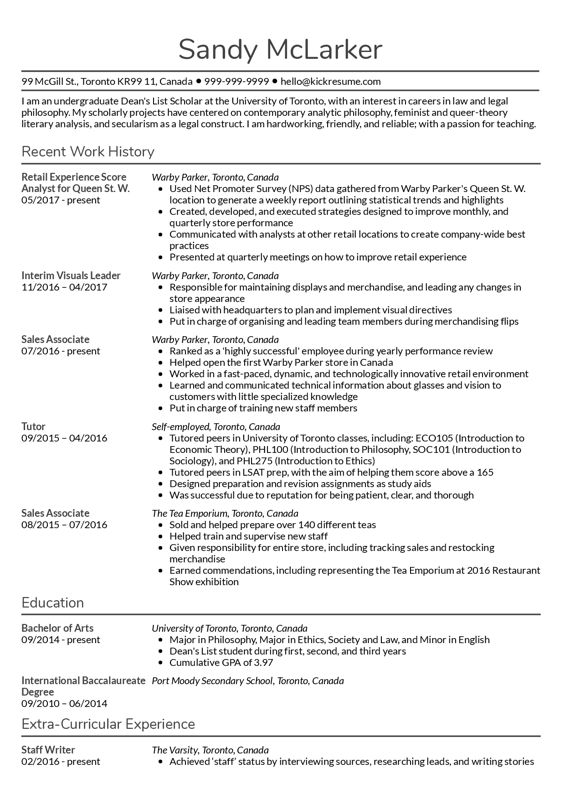 Sandy McLarker
99 McGill St., Toronto KR99 11, Canada ● 999-999-9999 ● hello@kickresume.com
I am an undergraduate Dean's List Scholar at the University of Toronto, with an interest in careers in law and legal
philosophy. My scholarly projects have centered on contemporary analytic philosophy, feminist and queer-theory
literary analysis, and secularism as a legal construct. I am hardworking, friendly, and reliable; with a passion for teaching.
Recent Work History
Retail Experience Score
Analyst for Queen St. W.
05/2017 - present
Warby Parker, Toronto, Canada
• Used Net Promoter Survey (NPS) data gathered from Warby Parker's Queen St. W.
location to generate a weekly report outlining statistical trends and highlights
• Created, developed, and executed strategies designed to improve monthly, and
quarterly store performance
• Communicated with analysts at other retail locations to create company-wide best
practices
• Presented at quarterly meetings on how to improve retail experience
Interim Visuals Leader
11/2016 – 04/2017
Warby Parker, Toronto, Canada
• Responsible for maintaining displays and merchandise, and leading any changes in
store appearance
• Liaised with headquarters to plan and implement visual directives
• Put in charge of organising and leading team members during merchandising flips
Sales Associate
07/2016 - present
Warby Parker, Toronto, Canada
• Ranked as a 'highly successful' employee during yearly performance review
• Helped open the first Warby Parker store in Canada
• Worked in a fast-paced, dynamic, and technologically innovative retail environment
• Learned and communicated technical information about glasses and vision to
customers with little specialized knowledge
• Put in charge of training new staff members
Tutor
09/2015 – 04/2016
Self-employed, Toronto, Canada
• Tutored peers in University of Toronto classes, including: ECO105 (Introduction to
Economic Theory), PHL100 (Introduction to Philosophy, SOC101 (Introduction to
Sociology), and PHL275 (Introduction to Ethics)
• Tutored peers in LSAT prep, with the aim of helping them score above a 165
• Designed preparation and revision assignments as study aids
• Was successful due to reputation for being patient, clear, and thorough
Sales Associate
08/2015 – 07/2016
The Tea Emporium, Toronto, Canada
• Sold and helped prepare over 140 different teas
• Helped train and supervise new staff
• Given responsibility for entire store, including tracking sales and restocking
merchandise
• Earned commendations, including representing the Tea Emporium at 2016 Restaurant
Show exhibition
Education
Bachelor of Arts
09/2014 - present
University of Toronto, Toronto, Canada
• Major in Philosophy, Major in Ethics, Society and Law, and Minor in English
• Dean's List student during first, second, and third years
• Cumulative GPA of 3.97
International Baccalaureate
Degree
09/2010 – 06/2014
Port Moody Secondary School, Toronto, Canada
Extra-Curricular Experience
Staff Writer
02/2016 - present
The Varsity, Toronto, Canada
• Achieved 'staff' status by interviewing sources, researching leads, and writing stories